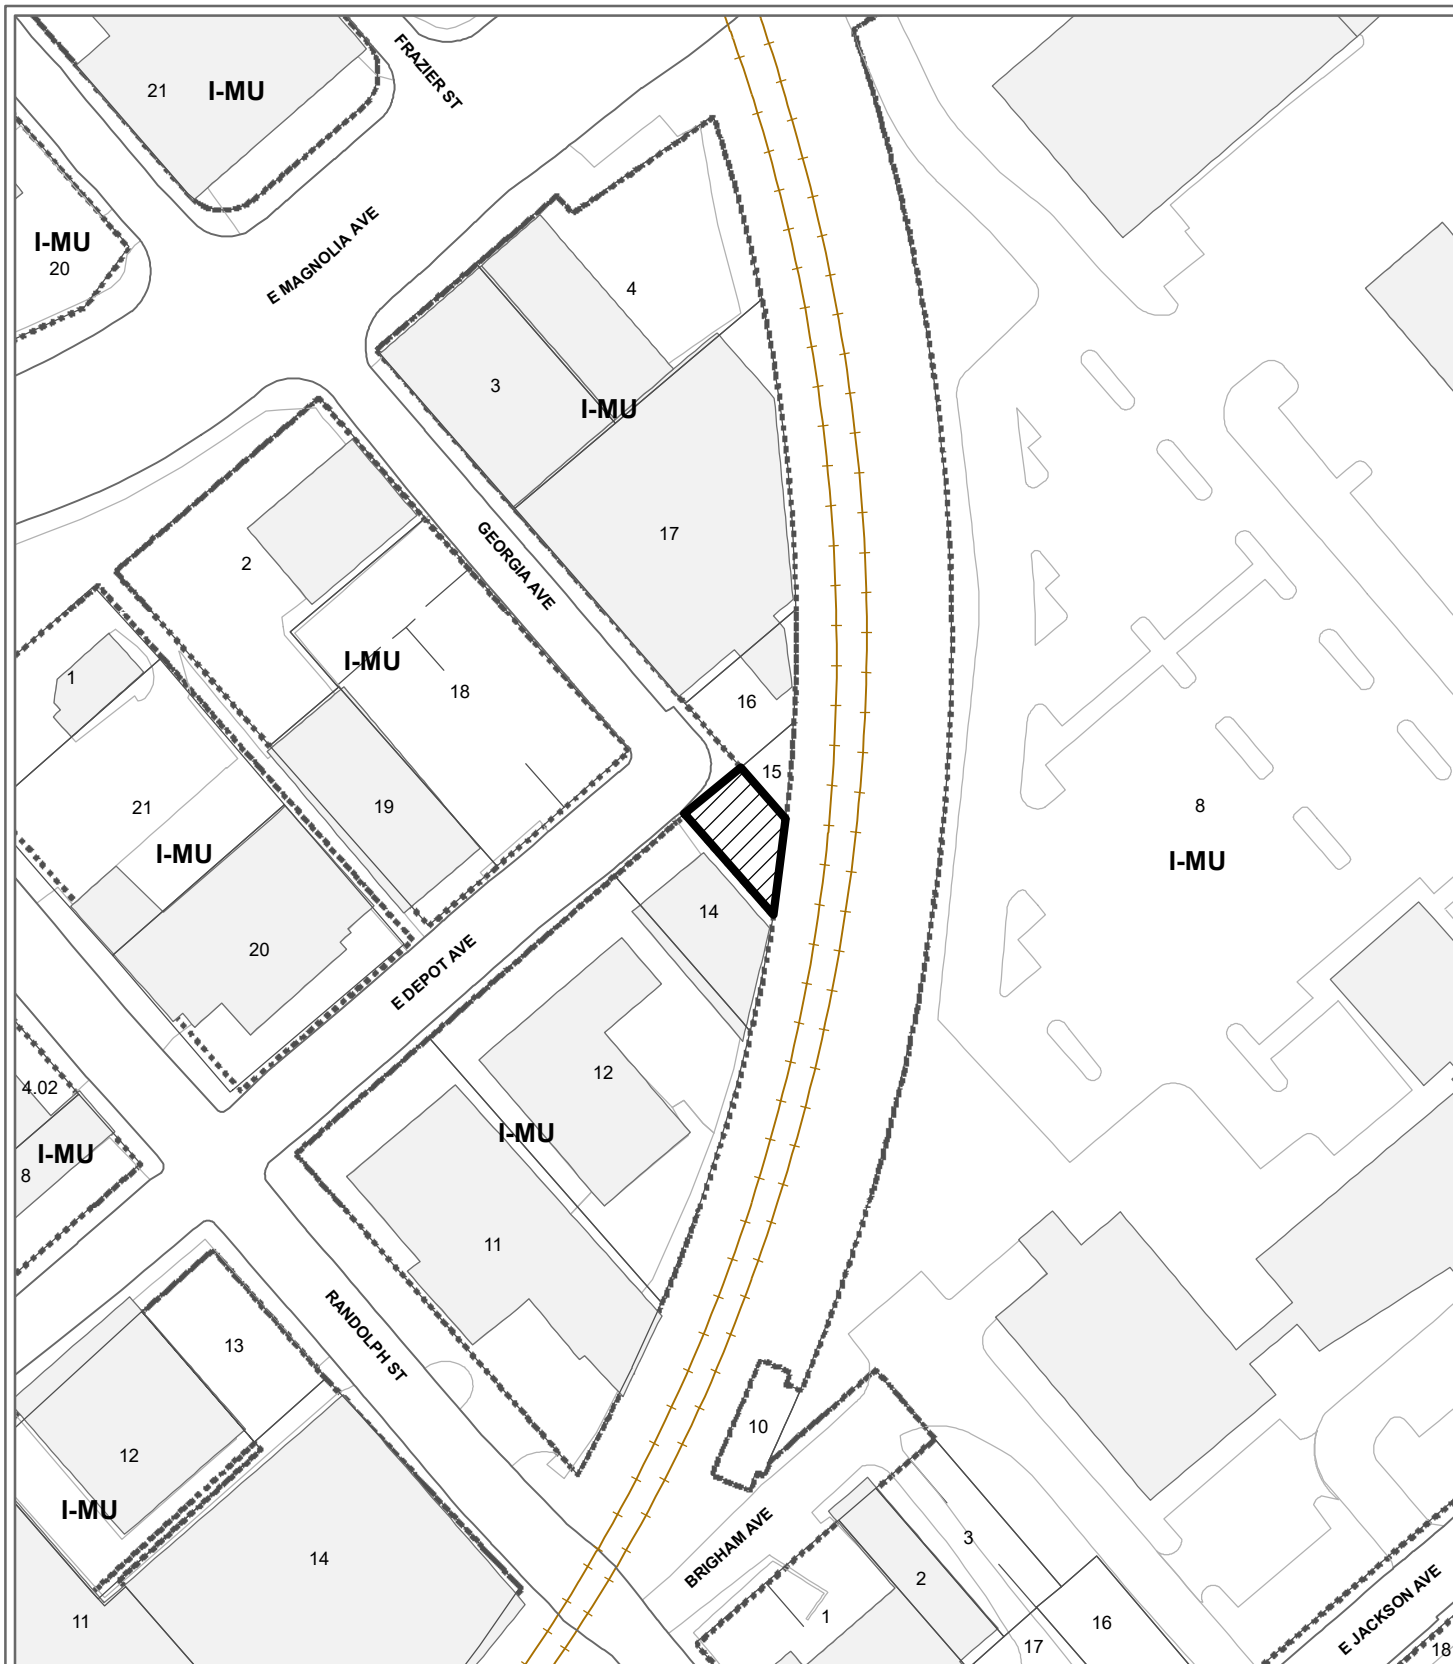 FRAZIER ST
21
I-MU
E MAGNOLIA AVE
I-MU
20
4
3
I-MU
2
GEORGIA AVE
17
I-MU
18
1
16
15
19
21
I-MU
8
I-MU
14
20
E DEPOT AVE
12
4.02
I-MU
I-MU
8
11
RANDOLPH ST
13
12
10
I-MU
14
BRIGHAM AVE
3
2
1
11
16
17
E JACKSON AVE
18